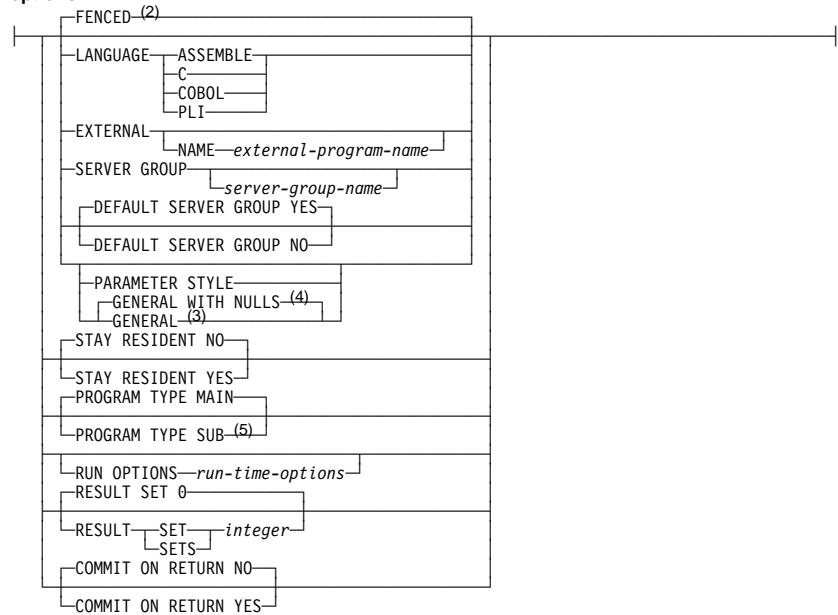 FENCED (2)
LANGUAGE ASSEMBLE
C
COBOL
PLI
EXTERNAL
NAME external-program-name
SERVER GROUP
server-group-name
DEFAULT SERVER GROUP YES
DEFAULT SERVER GROUP NO
PARAMETER STYLE
GENERAL WITH NULLS (4)
GENERAL (3)
STAY RESIDENT NO
STAY RESIDENT YES
PROGRAM TYPE MAIN
PROGRAM TYPE SUB (5)
RUN OPTIONS run-time-options
RESULT SET 0
RESULT SET integer
SETS
COMMIT ON RETURN NO
COMMIT ON RETURN YES